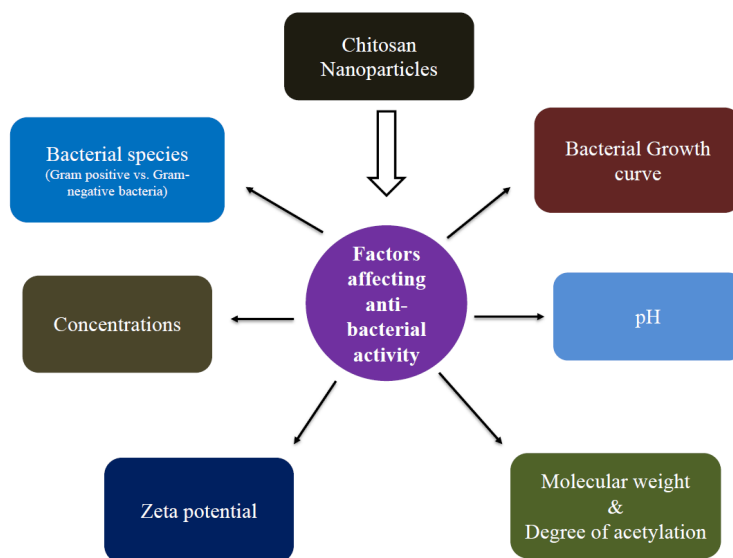 Chitosan
Nanoparticles
Bacterial species
(Gram positive vs. Gram-
negative bacteria)
Bacterial Growth
curve
Factors
affecting
anti-
bacterial
activity
Concentrations
pH
Zeta potential
Molecular weight
&
Degree of acetylation